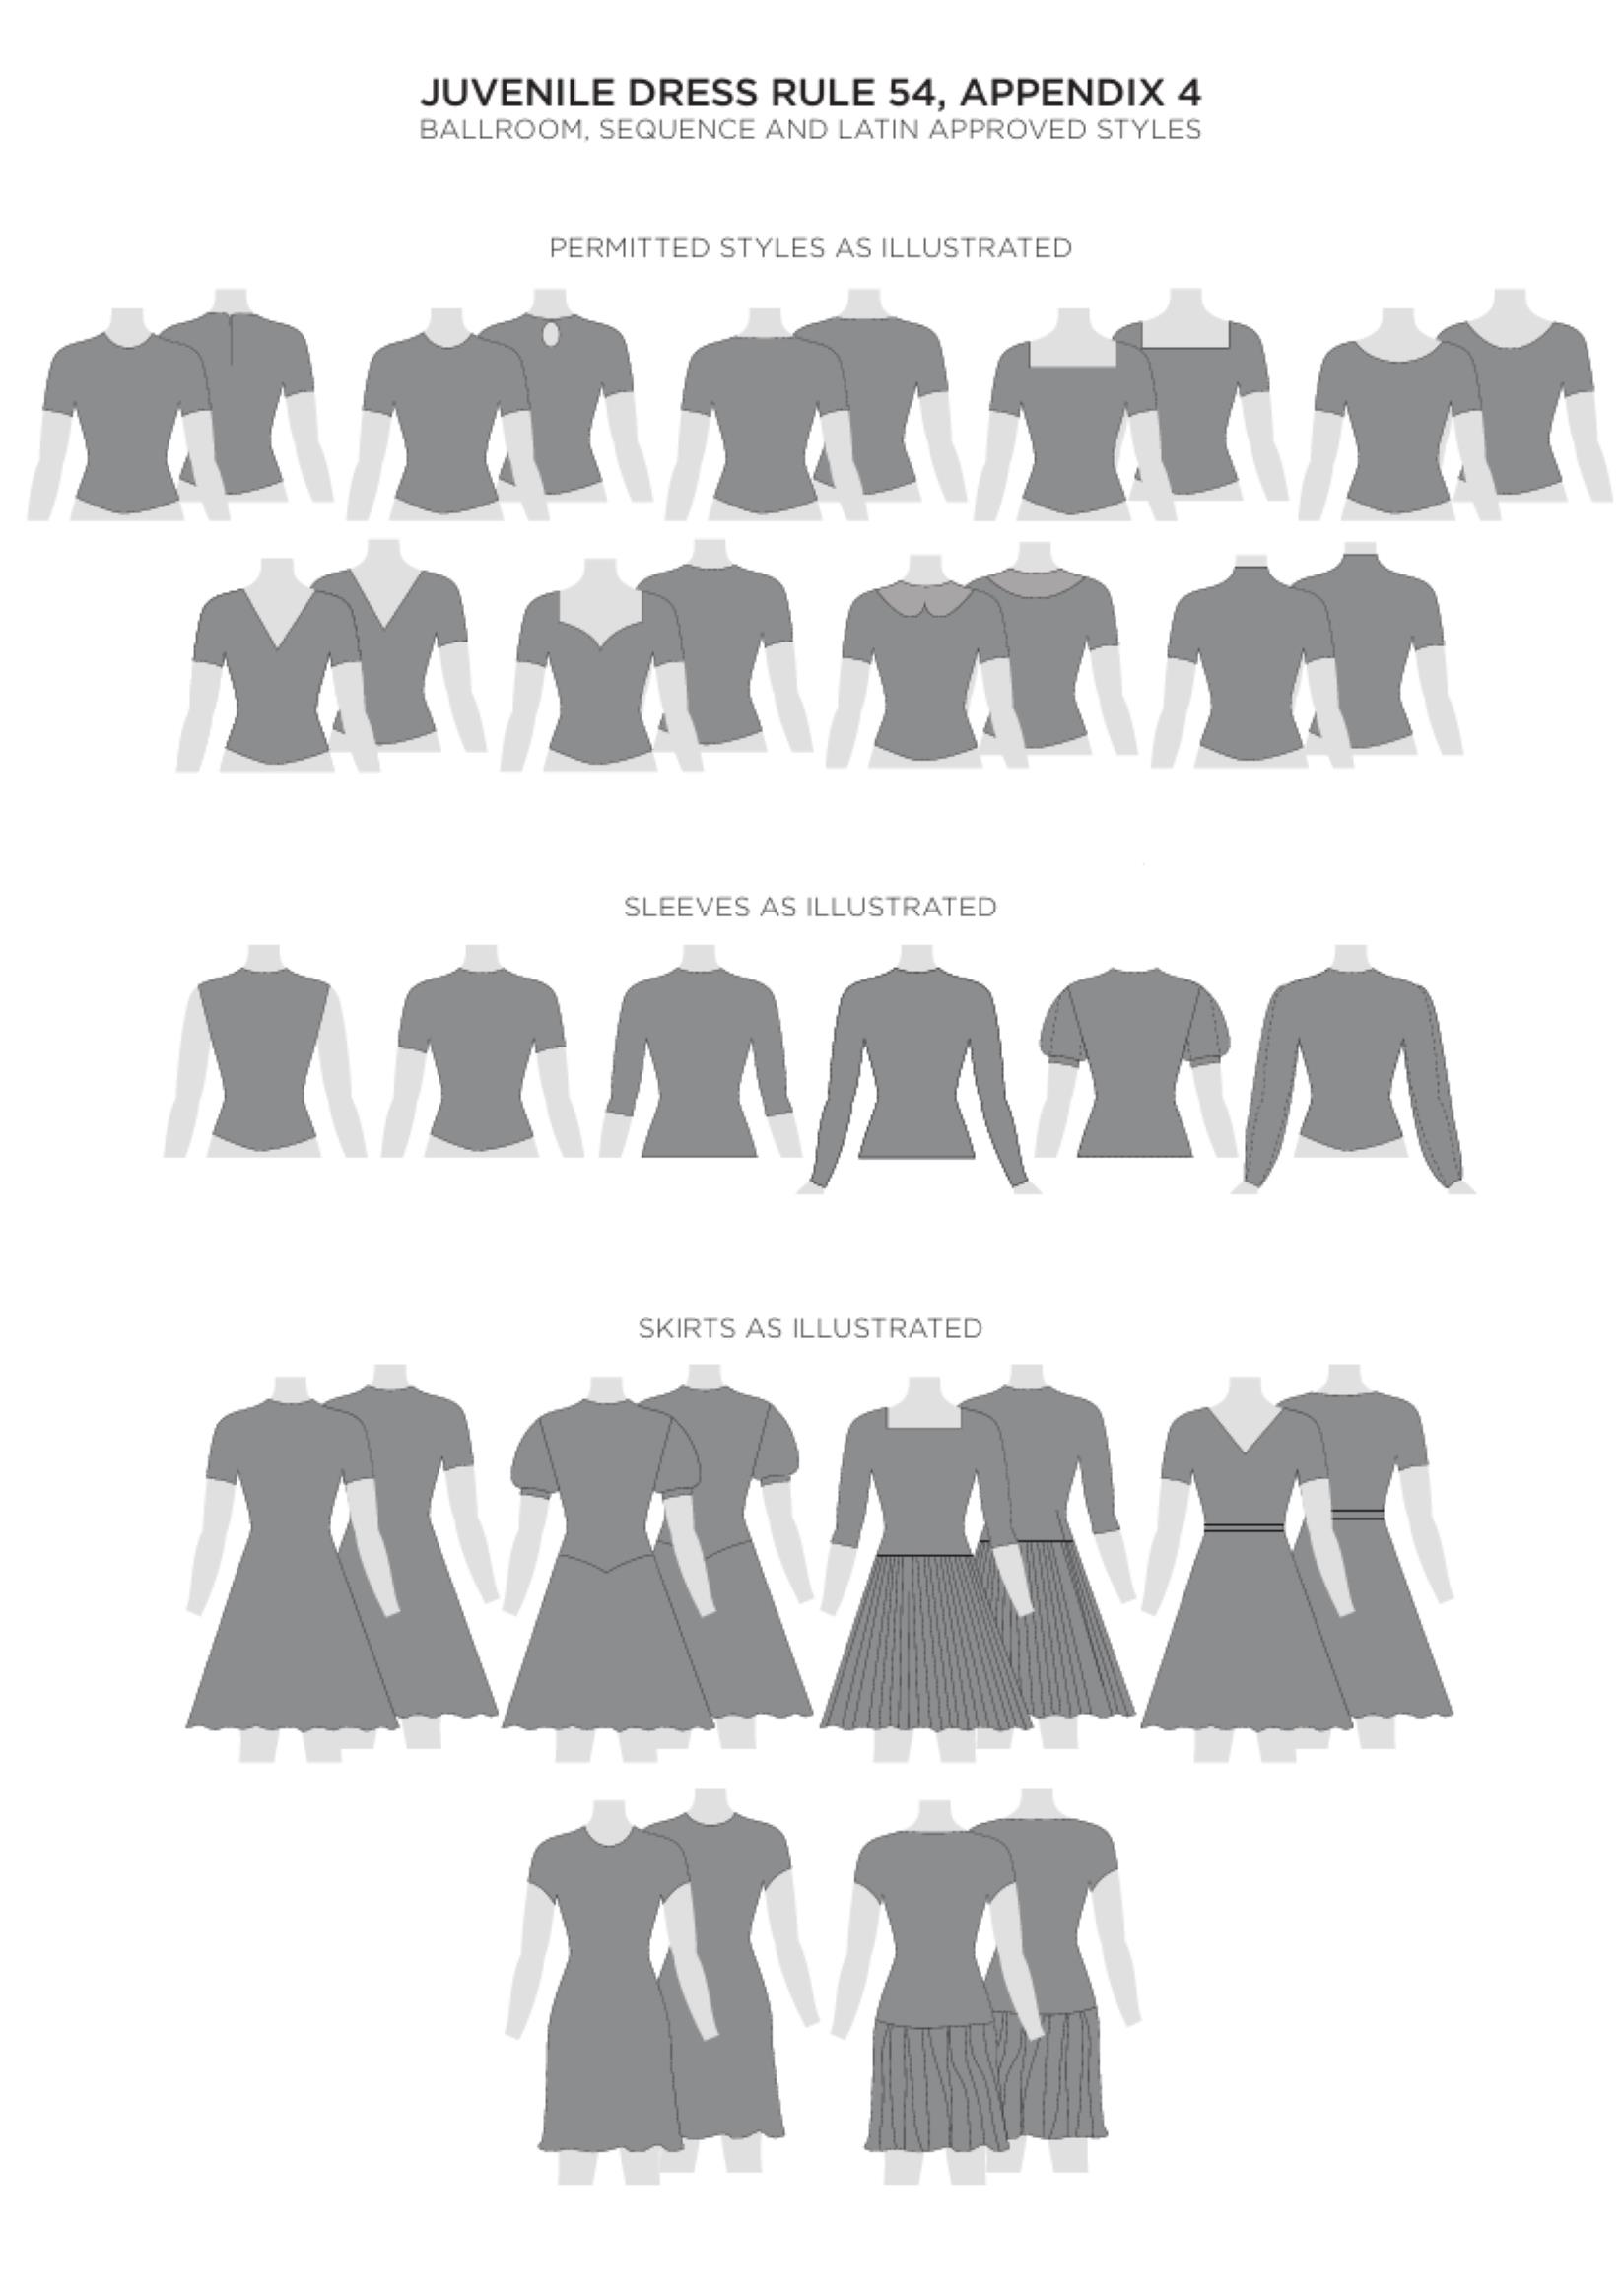 JUVENILE DRESS RULE 54, APPENDIX 4
BALLROOM, SEQUENCE AND LATIN APPROVED STYLES
PERMITTED STYLES AS ILLUSTRATED
SLEEVES AS ILLUSTRATED
SKIRTS AS ILLUSTRATED